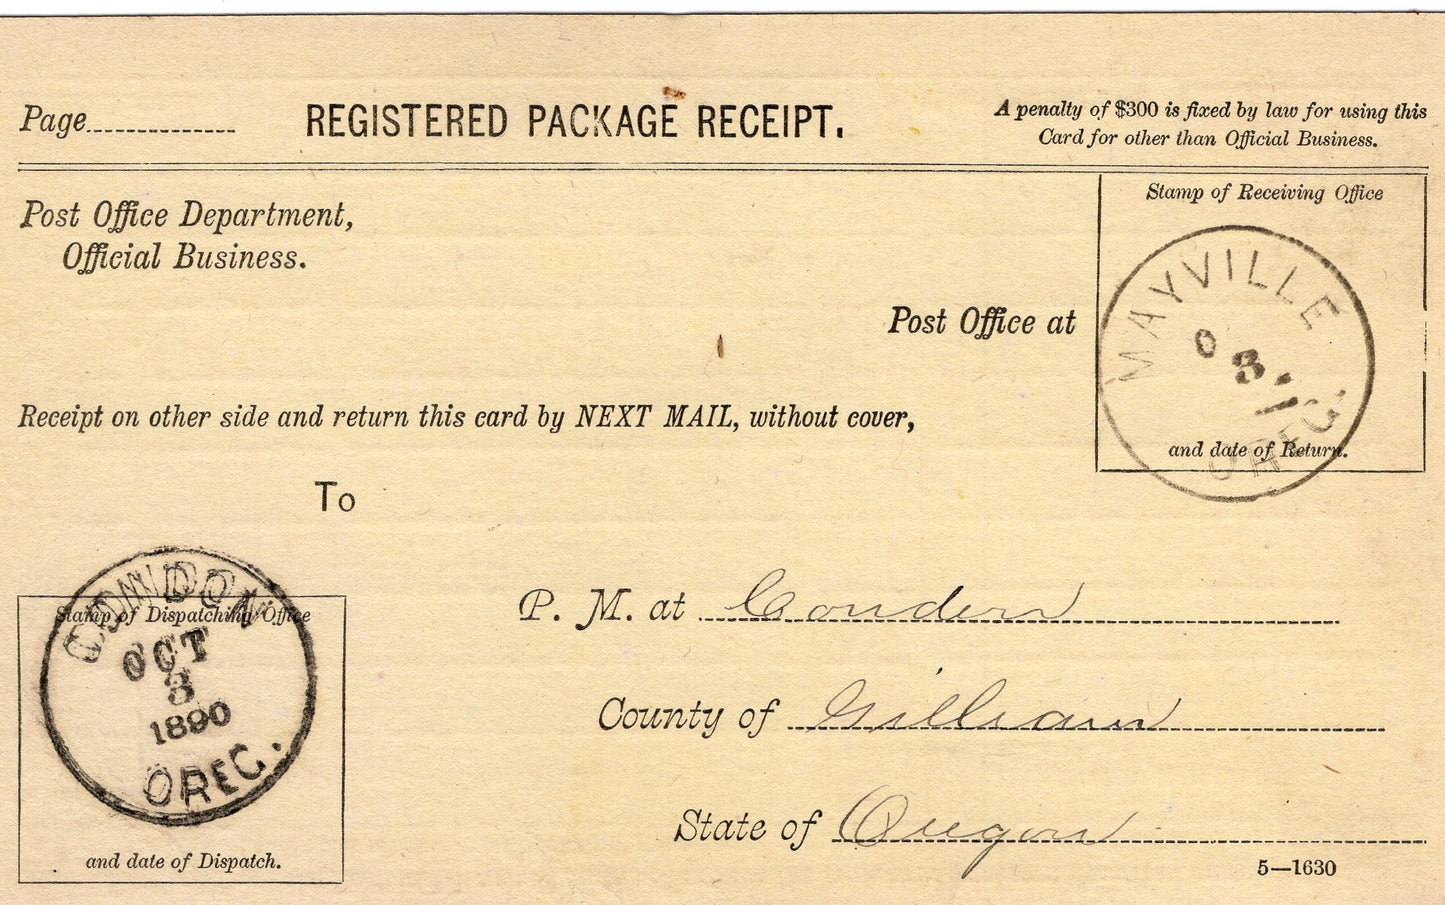 Page
REGISTERED PACKAGE RECEIPT.
A penalty of $300 is fixed by law for using this
Card for other than Official Business.
Post Office Department,
Official Business.
Stamp of Receiving Office
MAYVILLE
O 3
OREG.
and date of Return.
Post Office at
Receipt on other side and return this card by NEXT MAIL, without cover,
To
Stamp of Dispatching Office
CONDON
OCT
3
1890
OREG.
and date of Dispatch.
P. M. at Condon
County of Gilliam
State of Oregon
5—1630